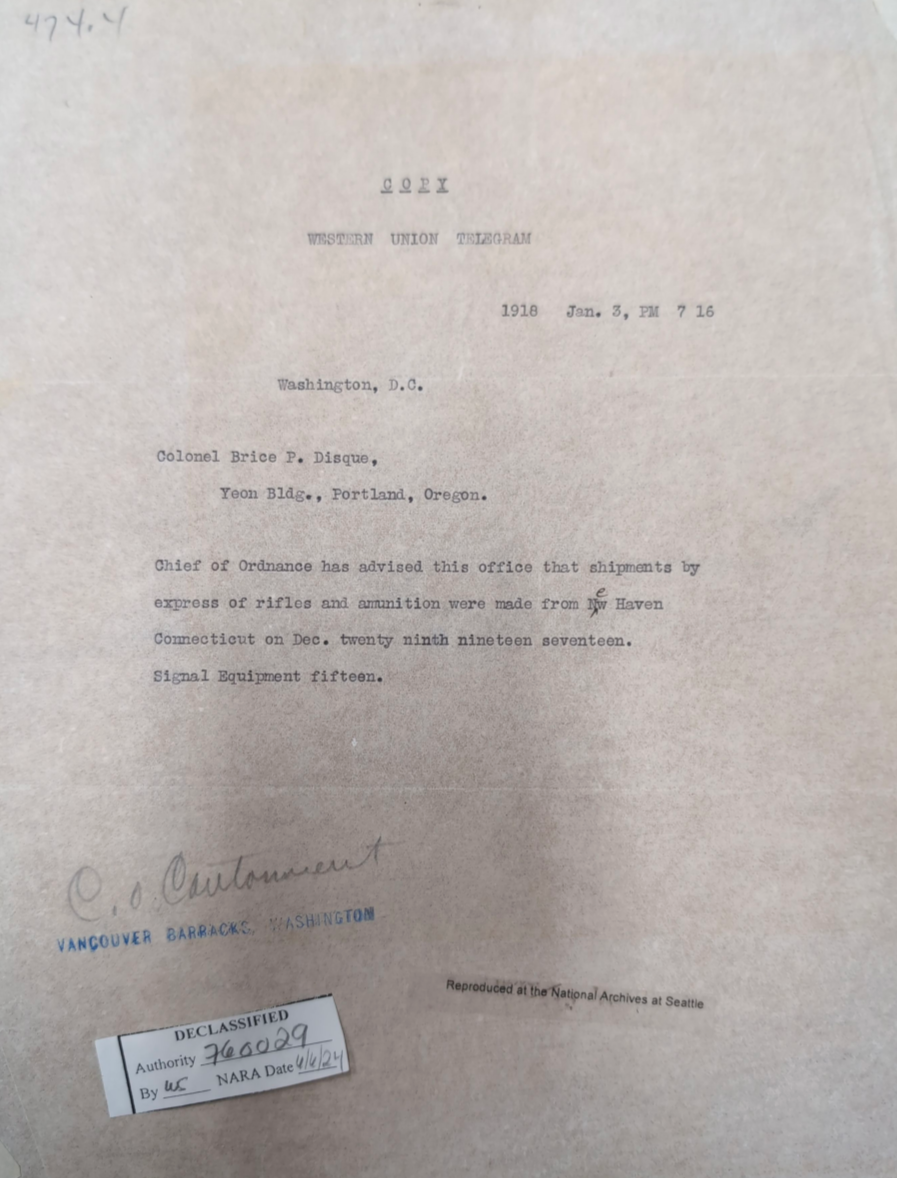 474.4
COPY
WESTERN UNION TELEGRAM
1918 Jan. 3, PM 7 16
Washington, D.C.
Colonel Brice P. Disque,
Yeon Bldg., Portland, Oregon.
Chief of Ordnance has advised this office that shipments by
express of rifles and amunition were made from New Haven
Connecticut on Dec. twenty ninth nineteen seventeen.
Signal Equipment fifteen.
C.O. Cantonment
VANCOUVER BARRACKS, WASHINGTON
Reproduced at the National Archives at Seattle
DECLASSIFIED
Authority 760029
By WC NARA Date 4/4/24